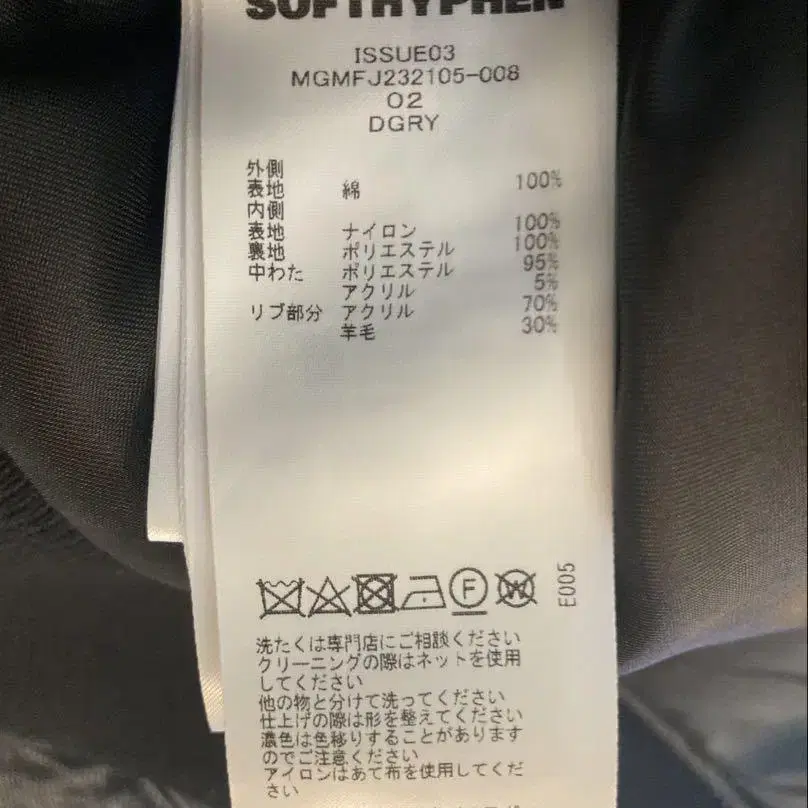 SOFTHYPHEN
ISSUE03
MGMFJ232105-008
02
DGRY
外側
表地 綿 100%
内側
表地 ナイロン 100%
裏地 ポリエステル 100%
中わた ポリエステル 95%
アクリル 5%
リブ部分 アクリル 70%
羊毛 30%
F
W
E005
洗たくは専門店にご相談ください
クリーニングの際はネットを使用
してください
他の物と分けて洗ってください
仕上げの際は形を整えてください
濃色は色移りすることがあります
のでご注意ください
アイロンはあて布を使用してくだ
さい